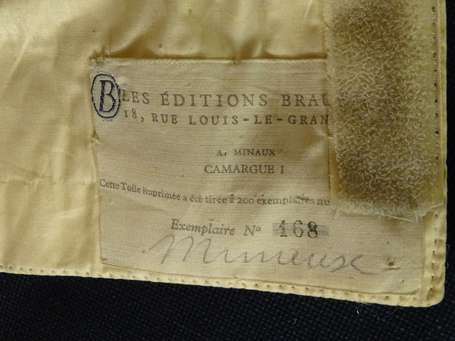 B LES ÉDITIONS BRAU
18, RUE LOUIS-LE-GRAN
A. MINAUX
CAMARGUE I
Cette Toile imprimée a été tirée à 200 exemplaires nu
Exemplaire Nº 168
Minaux